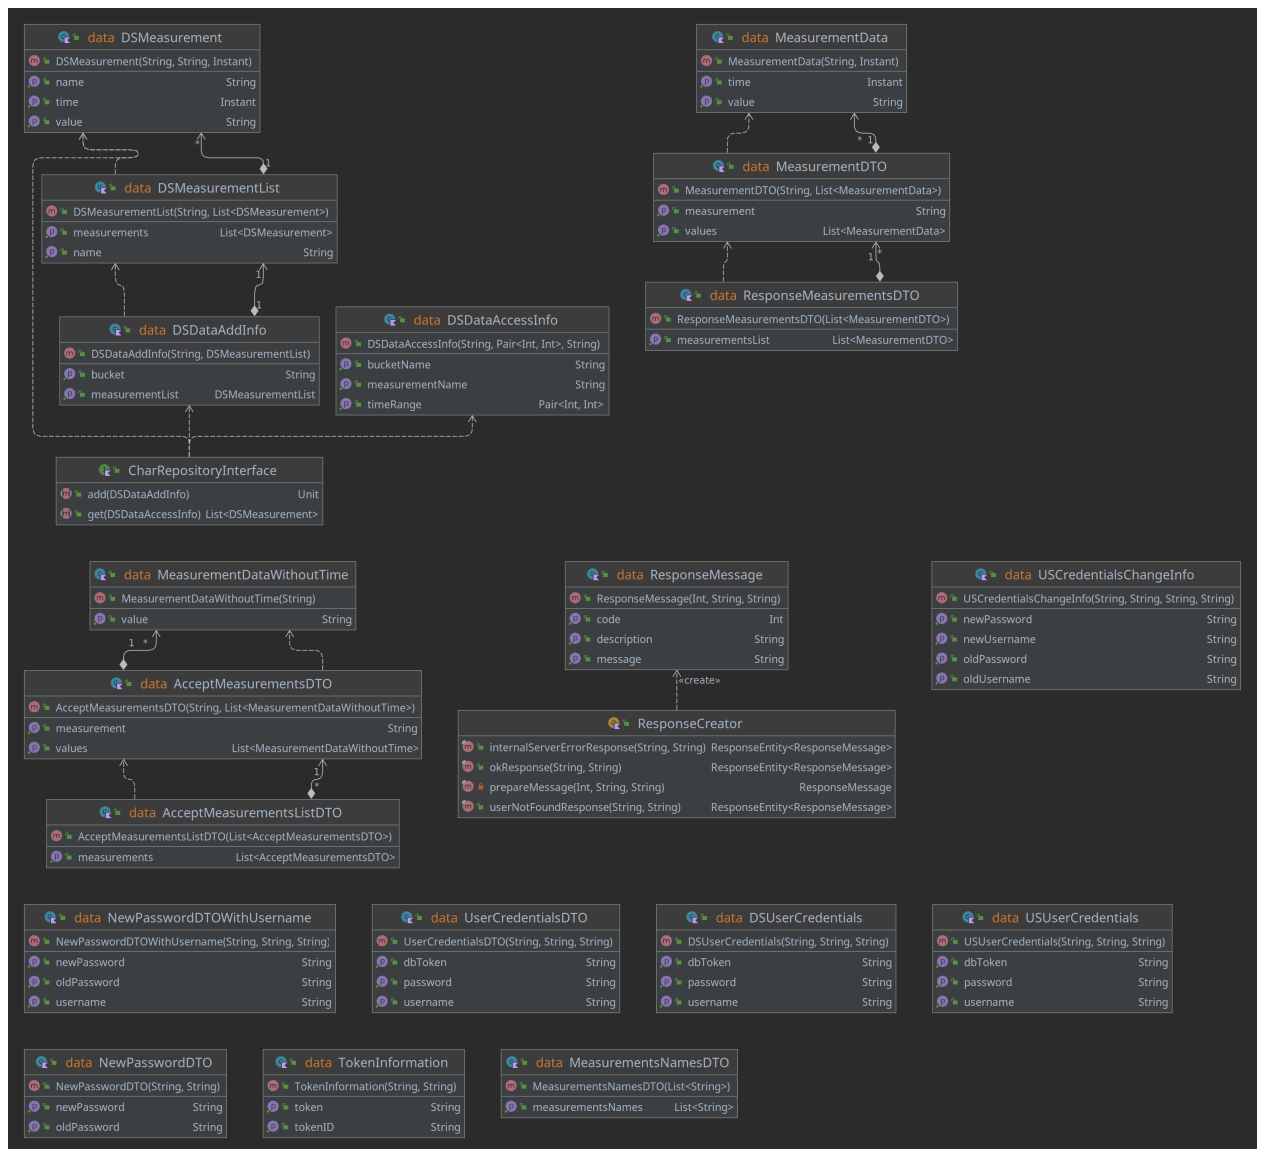 data DSMeasurement
DSMeasurement(String, String, Instant)
name String
time Instant
value String
* 1
data MeasurementData
MeasurementData(String, Instant)
time Instant
value String
* 1
data DSMeasurementList
DSMeasurementList(String, List<DSMeasurement>)
measurements List<DSMeasurement>
name String
1
1
data MeasurementDTO
MeasurementDTO(String, List<MeasurementData>)
measurement String
values List<MeasurementData>
1 *
data ResponseMeasurementsDTO
ResponseMeasurementsDTO(List<MeasurementDTO>)
measurementsList List<MeasurementDTO>
data DSDataAddInfo
DSDataAddInfo(String, DSMeasurementList)
bucket String
measurementList DSMeasurementList
data DSDataAccessInfo
DSDataAccessInfo(String, Pair<Int, Int>, String)
bucketName String
measurementName String
timeRange Pair<Int, Int>
CharRepositoryInterface
add(DSDataAddInfo) Unit
get(DSDataAccessInfo) List<DSMeasurement>
data MeasurementDataWithoutTime
MeasurementDataWithoutTime(String)
value String
1 *
data ResponseMessage
ResponseMessage(Int, String, String)
code Int
description String
message String
«create»
data USCredentialsChangeInfo
USCredentialsChangeInfo(String, String, String, String)
newPassword String
newUsername String
oldPassword String
oldUsername String
data AcceptMeasurementsDTO
AcceptMeasurementsDTO(String, List<MeasurementDataWithoutTime>)
measurement String
values List<MeasurementDataWithoutTime>
1
*
ResponseCreator
internalServerErrorResponse(String, String) ResponseEntity<ResponseMessage>
okResponse(String, String) ResponseEntity<ResponseMessage>
prepareMessage(Int, String, String) ResponseMessage
userNotFoundResponse(String, String) ResponseEntity<ResponseMessage>
data AcceptMeasurementsListDTO
AcceptMeasurementsListDTO(List<AcceptMeasurementsDTO>)
measurements List<AcceptMeasurementsDTO>
data NewPasswordDTOWithUsername
NewPasswordDTOWithUsername(String, String, String)
newPassword String
oldPassword String
username String
data UserCredentialsDTO
UserCredentialsDTO(String, String, String)
dbToken String
password String
username String
data DSUserCredentials
DSUserCredentials(String, String, String)
dbToken String
password String
username String
data USUserCredentials
USUserCredentials(String, String, String)
dbToken String
password String
username String
data NewPasswordDTO
NewPasswordDTO(String, String)
newPassword String
oldPassword String
data TokenInformation
TokenInformation(String, String)
token String
tokenID String
data MeasurementsNamesDTO
MeasurementsNamesDTO(List<String>)
measurementsNames List<String>